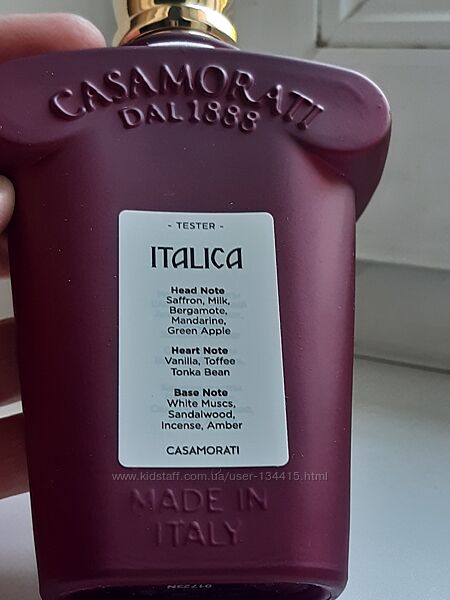 CASAMORATI
DAL 1888
- TESTER -
ITALICA
Head Note
Saffron, Milk,
Bergamote,
Mandarine,
Green Apple
Heart Note
Vanilla, Toffee
Tonka Bean
Base Note
White Muscs,
Sandalwood,
Incense, Amber
CASAMORATI
www.kidstaff.com.ua/user-134415.html
MADE IN
ITALY